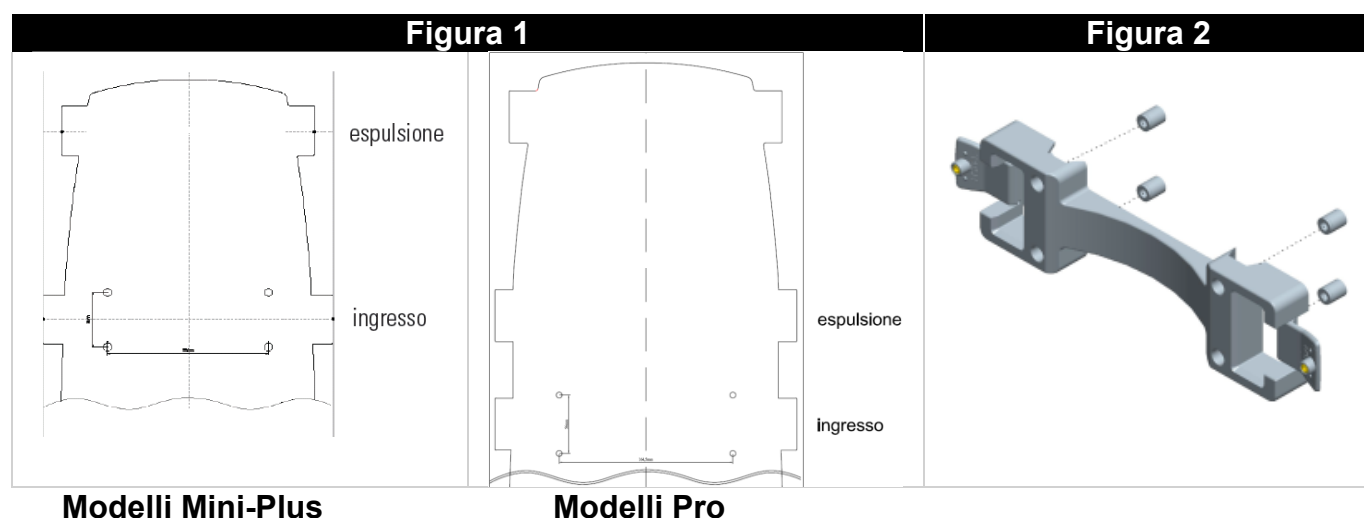 Figura 1
Figura 2
espulsione
ingresso
espulsione
ingresso
Modelli Mini-Plus
Modelli Pro